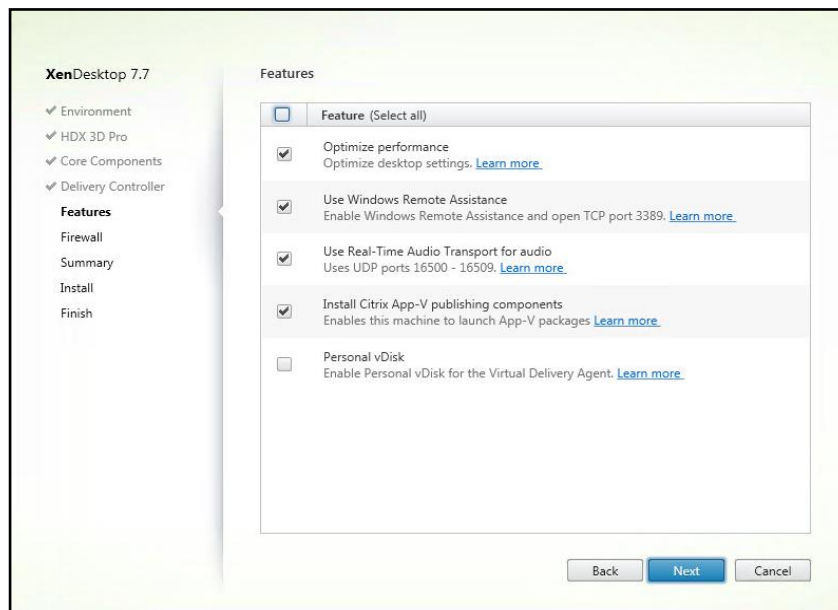 XenDesktop 7.7
Environment
HDX 3D Pro
Core Components
Delivery Controller
Features
Firewall
Summary
Install
Finish
Features
Feature (Select all)
Optimize performance
Optimize desktop settings. Learn more
Use Windows Remote Assistance
Enable Windows Remote Assistance and open TCP port 3389. Learn more
Use Real-Time Audio Transport for audio
Uses UDP ports 16500 - 16509. Learn more
Install Citrix App-V publishing components
Enables this machine to launch App-V packages Learn more
Personal vDisk
Enable Personal vDisk for the Virtual Delivery Agent. Learn more
Back Next Cancel